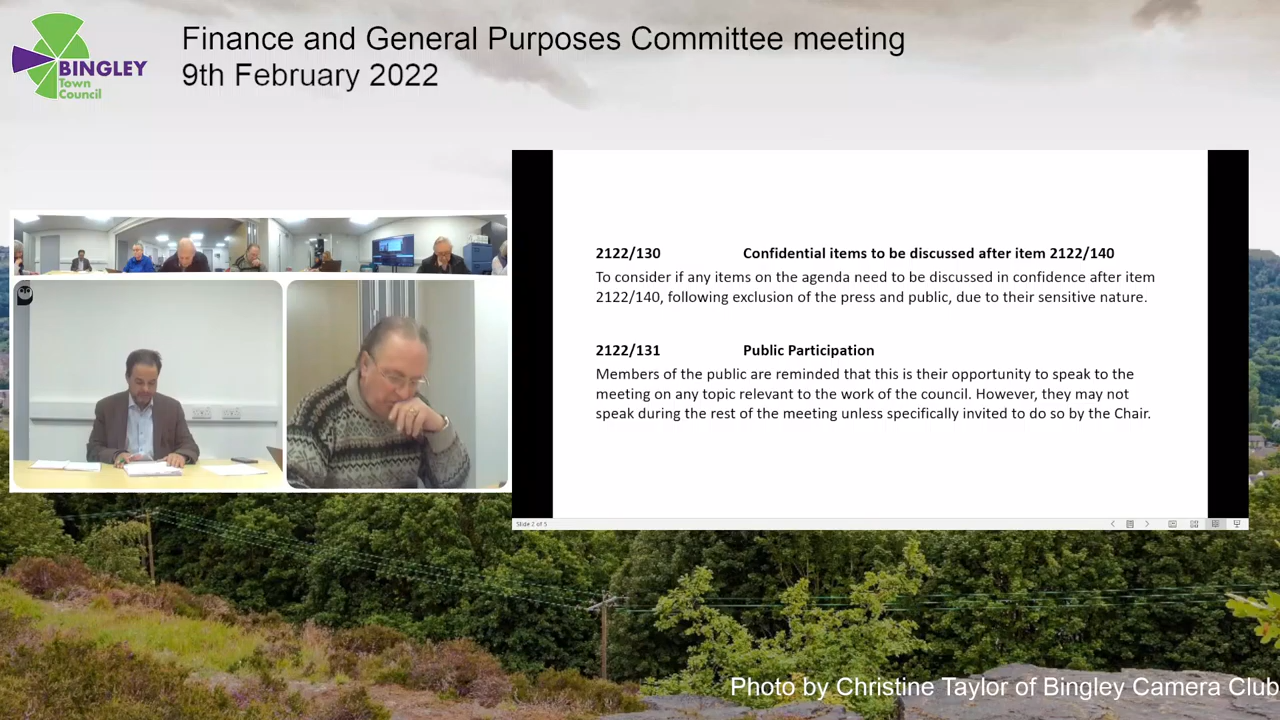 Finance and General Purposes Committee meeting
9th February 2022
BINGLEY
Town
Council
2122/130 Confidential items to be discussed after item 2122/140
To consider if any items on the agenda need to be discussed in confidence after item
2122/140, following exclusion of the press and public, due to their sensitive nature.
2122/131 Public Participation
Members of the public are reminded that this is their opportunity to speak to the
meeting on any topic relevant to the work of the council. However, they may not
speak during the rest of the meeting unless specifically invited to do so by the Chair.
Slide 2 of 5
Photo by Christine Taylor of Bingley Camera Club